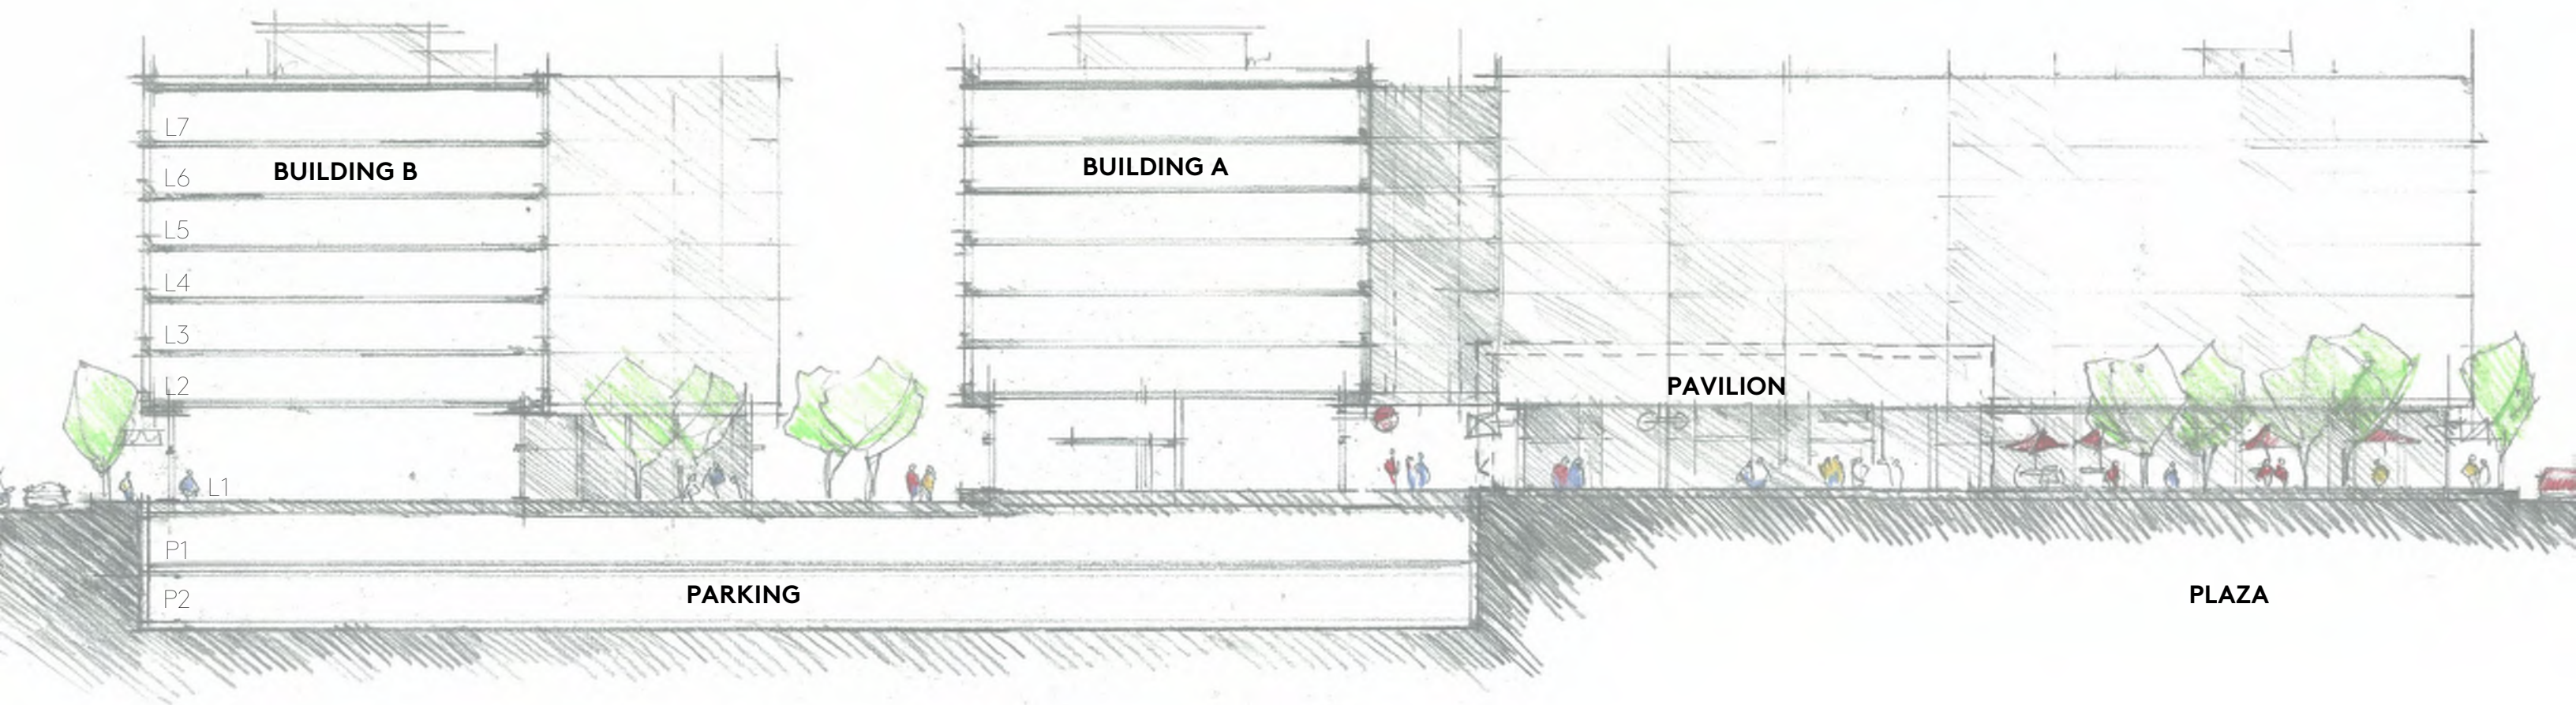 L7
BUILDING B
BUILDING A
L6
L5
L4
L3
L2
PAVILION
L1
P1
P2
PARKING
PLAZA